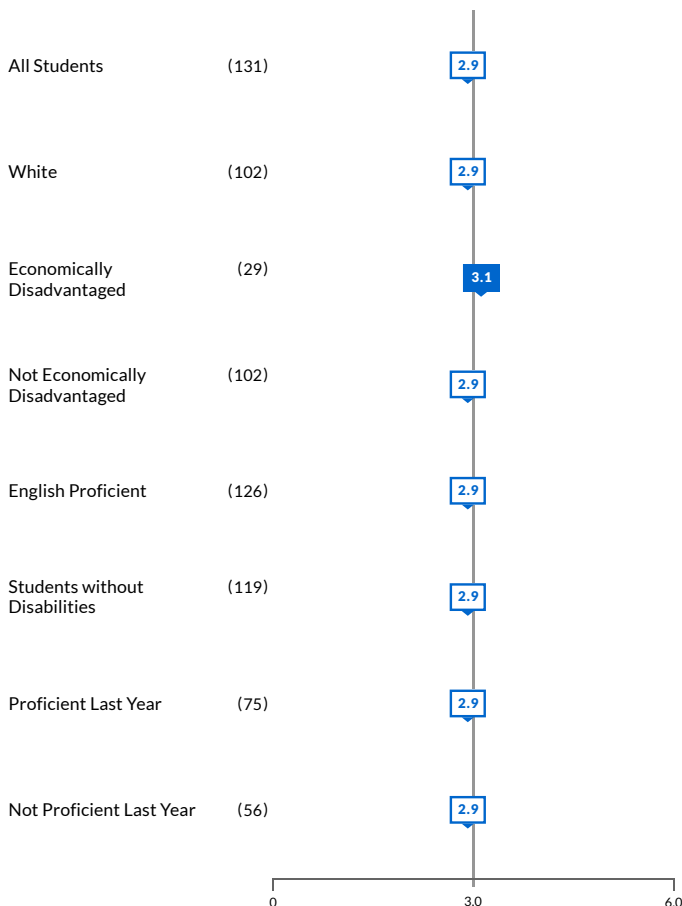 All Students (131) 2.9
White (102) 2.9
Economically (29)
Disadvantaged 3.1
Not Economically (102)
Disadvantaged 2.9
English Proficient (126) 2.9
Students without (119)
Disabilities 2.9
Proficient Last Year (75) 2.9
Not Proficient Last Year (56) 2.9
0 3.0 6.0